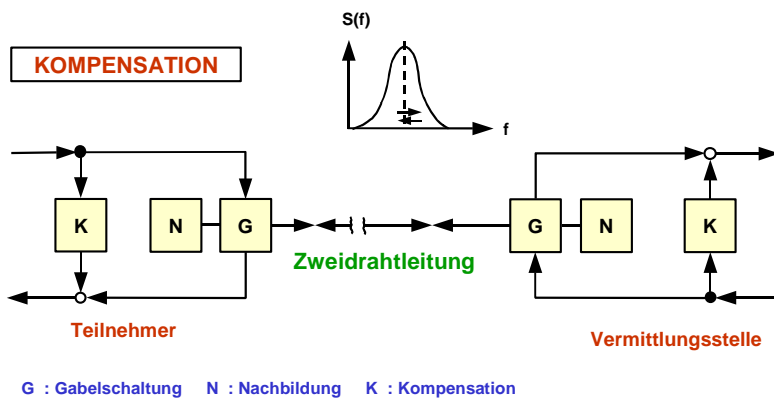 S(f)
KOMPENSATION
f
K
N
G
G
N
K
Zweidrahtleitung
Teilnehmer
Vermittlungsstelle
G : Gabelschaltung N : Nachbildung K : Kompensation